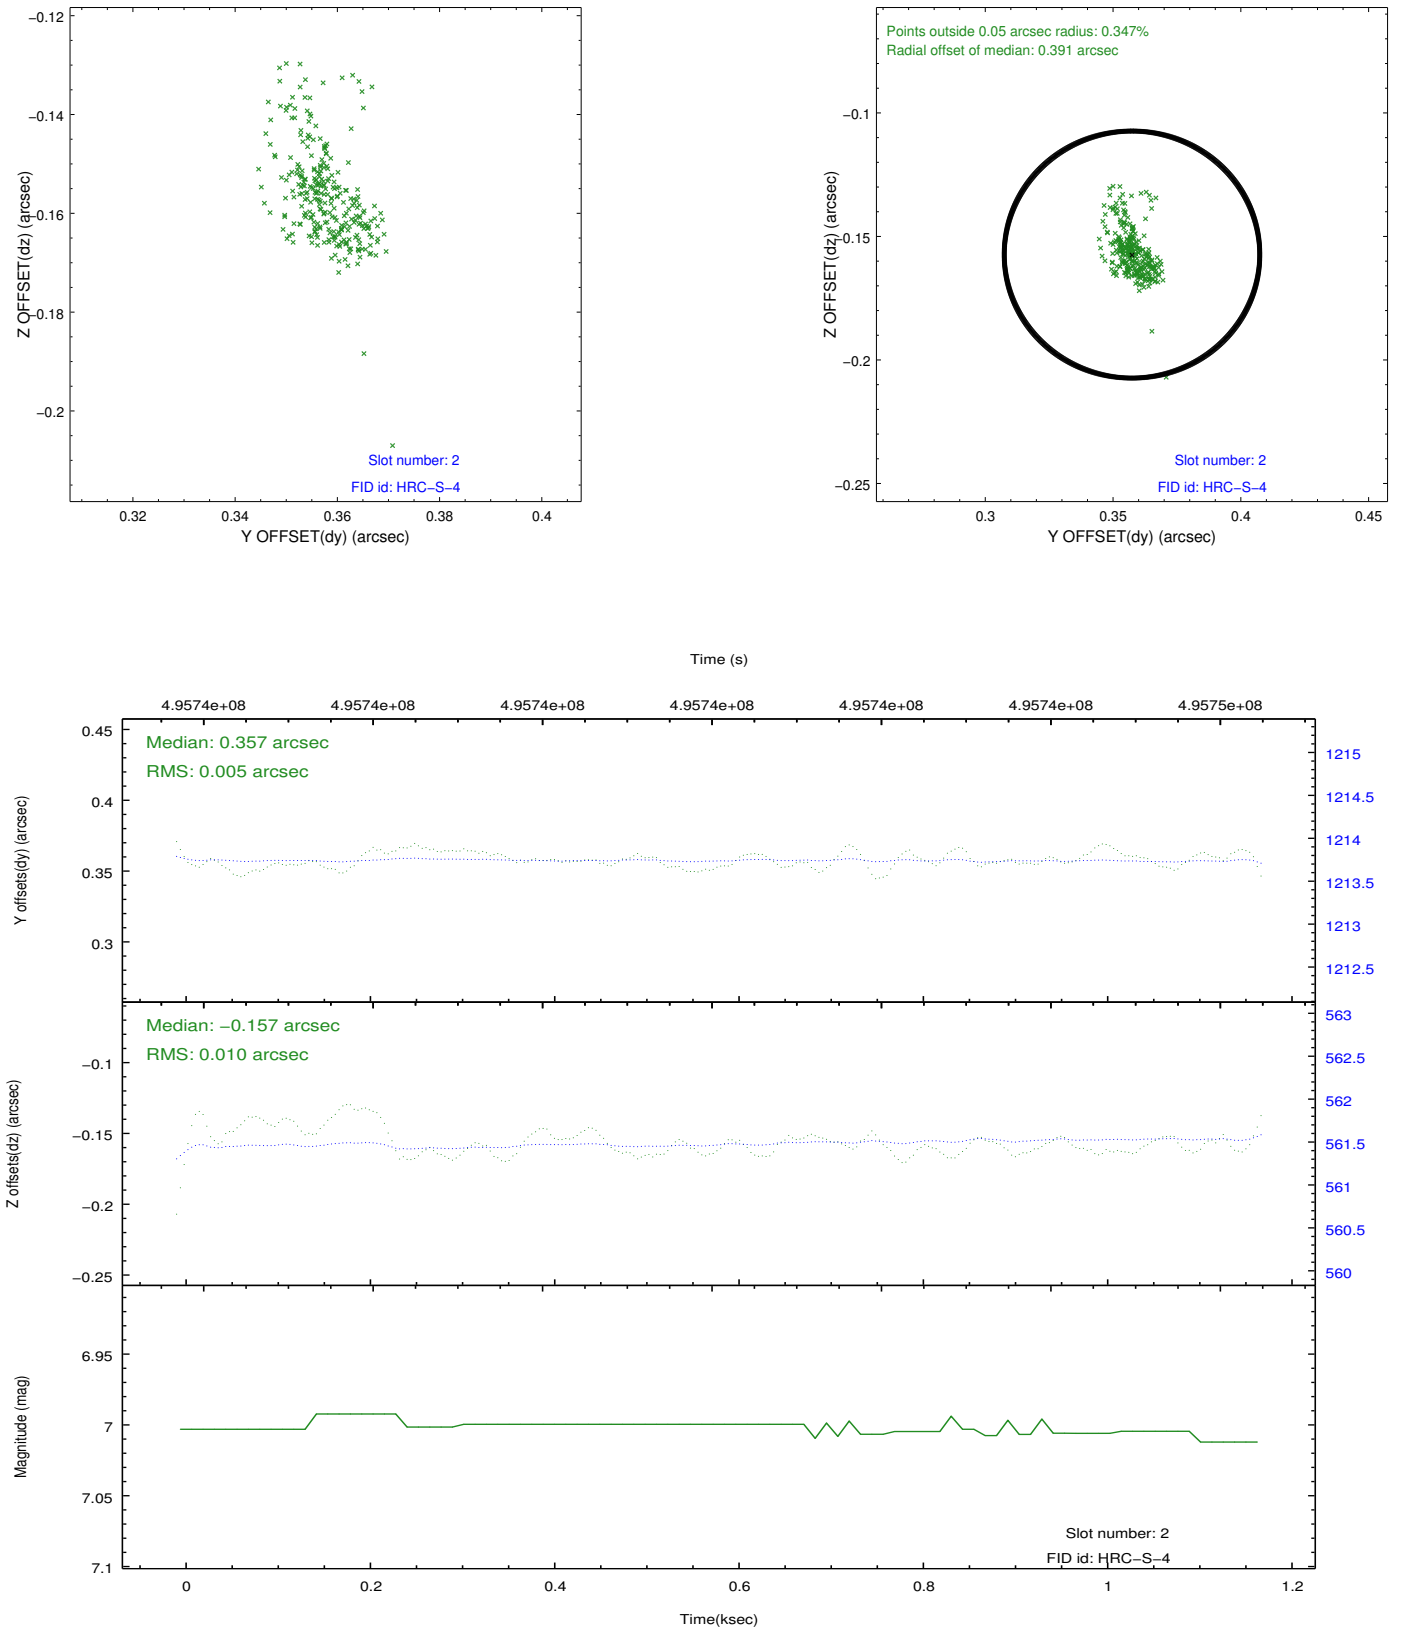 −0.12
−0.14
−0.16
−0.18
−0.2
Z OFFSET(dz) (arcsec)
Slot number: 2
FID id: HRC−S−4
0.32 0.34 0.36 0.38 0.4
Y OFFSET(dy) (arcsec)
Points outside 0.05 arcsec radius: 0.347%
Radial offset of median: 0.391 arcsec
−0.1
−0.15
−0.2
−0.25
Z OFFSET(dz) (arcsec)
Slot number: 2
FID id: HRC−S−4
0.3 0.35 0.4 0.45
Y OFFSET(dy) (arcsec)
Time (s)
4.9574e+08 4.9574e+08 4.9574e+08 4.9574e+08 4.9574e+08 4.9574e+08 4.9575e+08
Median: 0.357 arcsec
RMS: 0.005 arcsec
0.45
0.4
0.35
0.3
Y offsets(dy) (arcsec)
1215
1214.5
1214
1213.5
1213
1212.5
Median: −0.157 arcsec
RMS: 0.010 arcsec
−0.1
−0.15
−0.2
−0.25
Z offsets(dz) (arcsec)
563
562.5
562
561.5
561
560.5
560
6.95
7
7.05
7.1
Magnitude (mag)
Slot number: 2
FID id: HRC−S−4
0 0.2 0.4 0.6 0.8 1 1.2
Time(ksec)